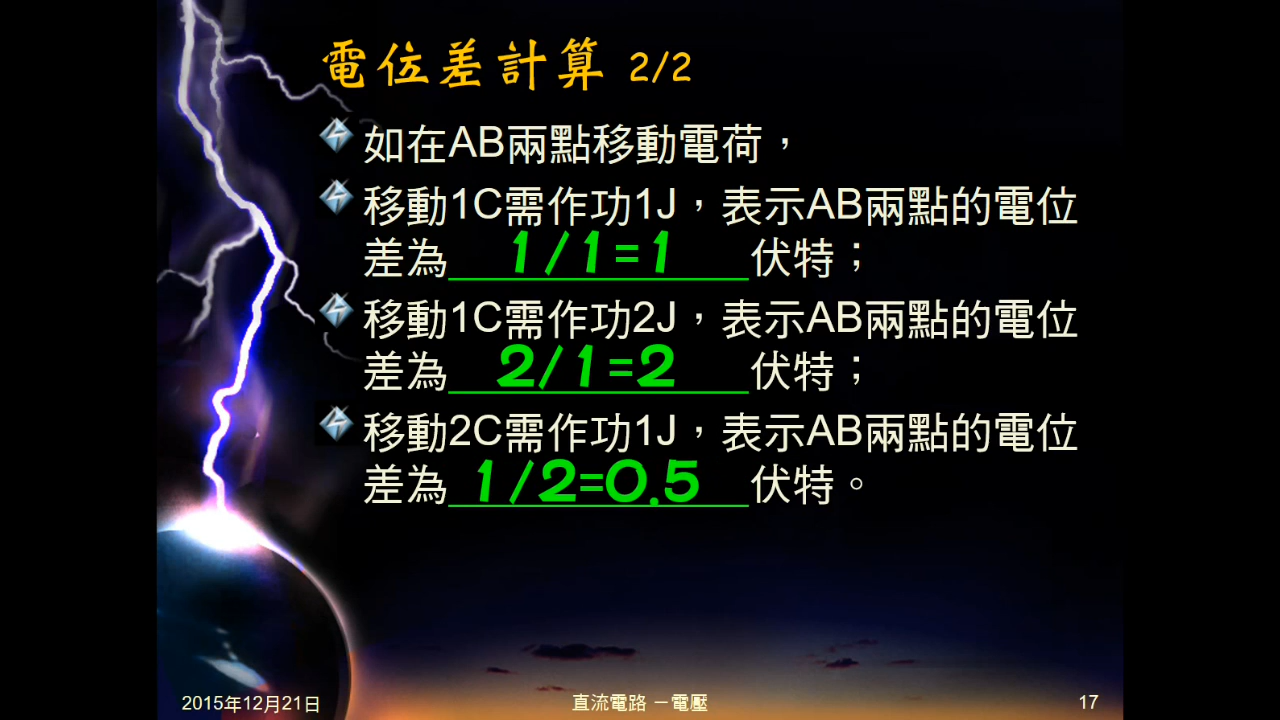 電位差計算 2/2
如在AB兩點移動電荷，
移動1C需作功1J，表示AB兩點的電位
差為 1/1=1 伏特；
移動1C需作功2J，表示AB兩點的電位
差為 2/1=2 伏特；
移動2C需作功1J，表示AB兩點的電位
差為 1/2=0.5 伏特。
2015年12月21日 直流電路 －電壓 17